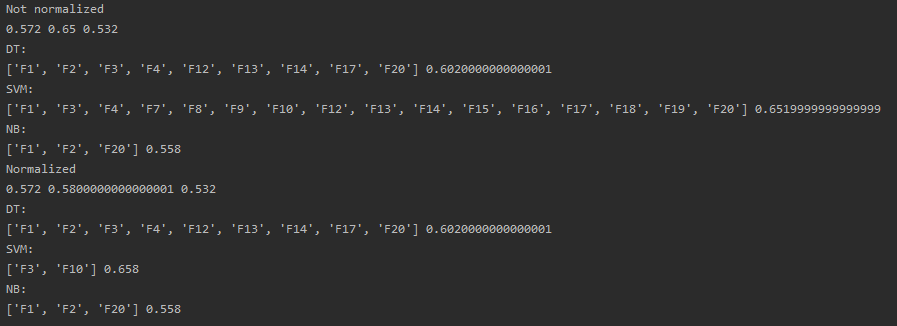 Not normalized
0.572 0.65 0.532
DT:
['F1', 'F2', 'F3', 'F4', 'F12', 'F13', 'F14', 'F17', 'F20'] 0.6020000000000001
SVM:
['F1', 'F3', 'F4', 'F7', 'F8', 'F9', 'F10', 'F12', 'F13', 'F14', 'F15', 'F16', 'F17', 'F18', 'F19', 'F20'] 0.6519999999999999
NB:
['F1', 'F2', 'F20'] 0.558
Normalized
0.572 0.5800000000000001 0.532
DT:
['F1', 'F2', 'F3', 'F4', 'F12', 'F13', 'F14', 'F17', 'F20'] 0.6020000000000001
SVM:
['F3', 'F10'] 0.658
NB:
['F1', 'F2', 'F20'] 0.558